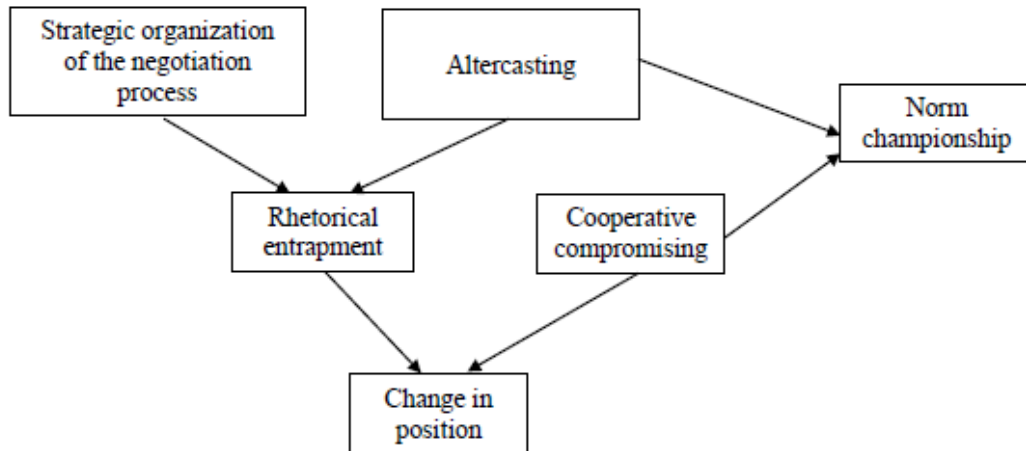 Strategic organization
of the negotiation
process
Altercasting
Norm
championship
Rhetorical
entrapment
Cooperative
compromising
Change in
position